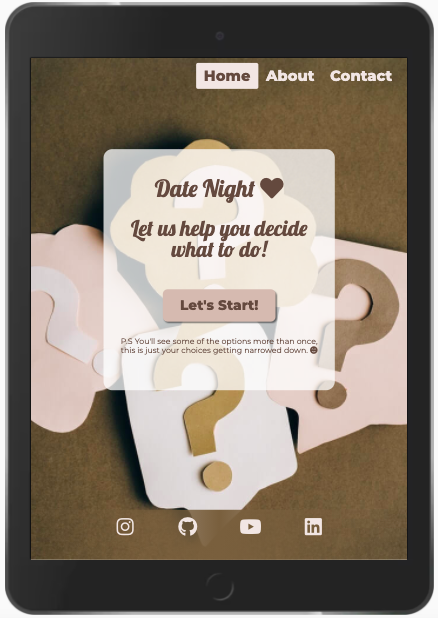 Home About Contact
Date Night
Let us help you decide
what to do!
Let's Start!
P.S You'll see some of the options more than once,
this is just your choices getting narrowed down.
in